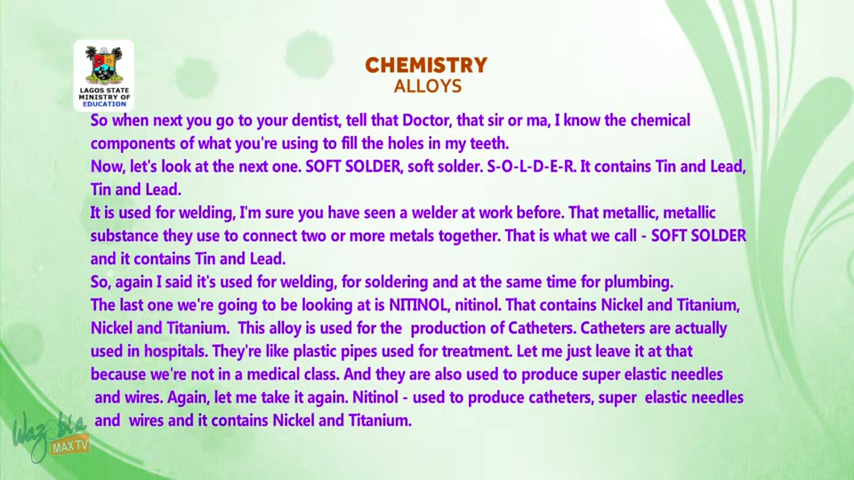 CHEMISTRY
ALLOYS
LAGOS STATE
MINISTRY OF
EDUCATION
So when next you go to your dentist, tell that Doctor, that sir or ma, I know the chemical
components of what you're using to fill the holes in my teeth.
Now, let's look at the next one. SOFT SOLDER, soft solder. S-O-L-D-E-R. It contains Tin and Lead,
Tin and Lead.
It is used for welding, I'm sure you have seen a welder at work before. That metallic, metallic
substance they use to connect two or more metals together. That is what we call - SOFT SOLDER
and it contains Tin and Lead.
So, again I said it's used for welding, for soldering and at the same time for plumbing.
The last one we're going to be looking at is NITINOL, nitinol. That contains Nickel and Titanium,
Nickel and Titanium. This alloy is used for the production of Catheters. Catheters are actually
used in hospitals. They're like plastic pipes used for treatment. Let me just leave it at that
because we're not in a medical class. And they are also used to produce super elastic needles
and wires. Again, let me take it again. Nitinol - used to produce catheters, super elastic needles
and wires and it contains Nickel and Titanium.
Wazobia
MAX TV